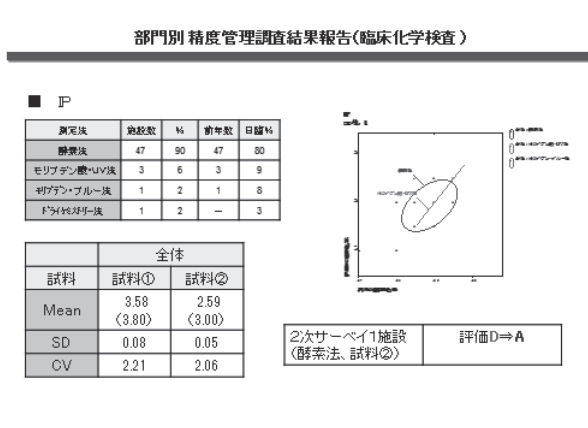 部門別 精度管理調査結果報告(臨床化学検査)
■ IP
測定法 施設数 % 前年数 日臨%
酵素法 47 90 47 80
モリブデン酸・UV法 3 6 3 9
モリブデン・ブルー法 1 2 1 8
ドライケミストリー法 1 2 － 3
全体
試料 試料① 試料②
Mean 3.58 2.59
(3.80) (3.00)
SD 0.08 0.05
CV 2.21 2.06
2次サーベイ1施設 評価D⇒A
(酵素法、試料②)